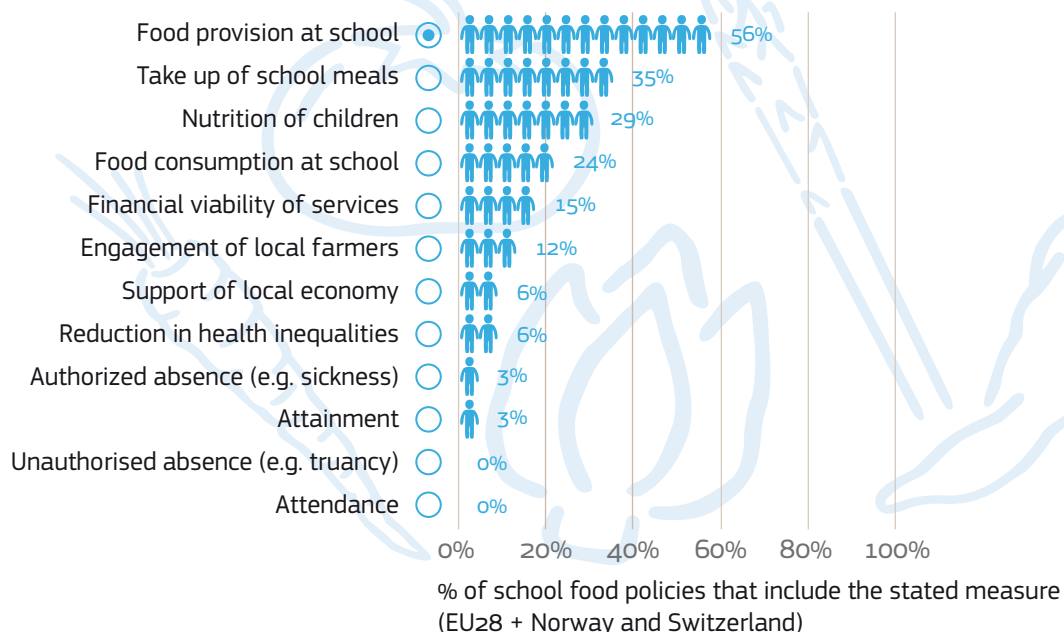 Food provision at school 56%
Take up of school meals 35%
Nutrition of children 29%
Food consumption at school 24%
Financial viability of services 15%
Engagement of local farmers 12%
Support of local economy 6%
Reduction in health inequalities 6%
Authorized absence (e.g. sickness) 3%
Attainment 3%
Unauthorised absence (e.g. truancy) 0%
Attendance 0%
0% 20% 40% 60% 80% 100%
% of school food policies that include the stated measure
(EU28 + Norway and Switzerland)